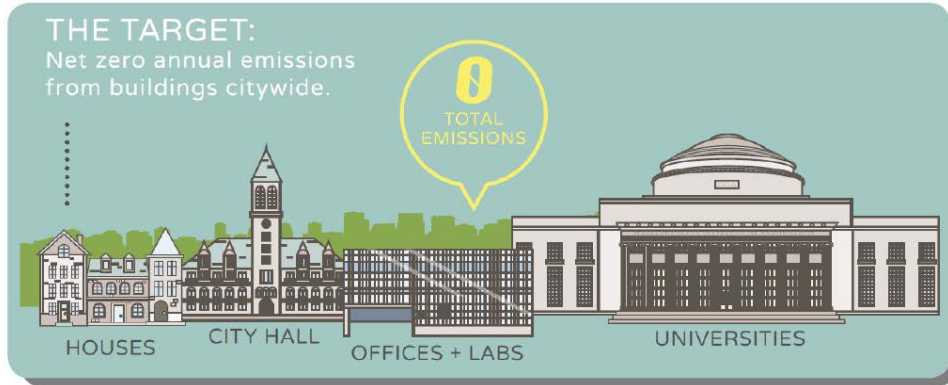 THE TARGET:
Net zero annual emissions
from buildings citywide.
0
TOTAL
EMISSIONS
HOUSES
CITY HALL
OFFICES + LABS
UNIVERSITIES